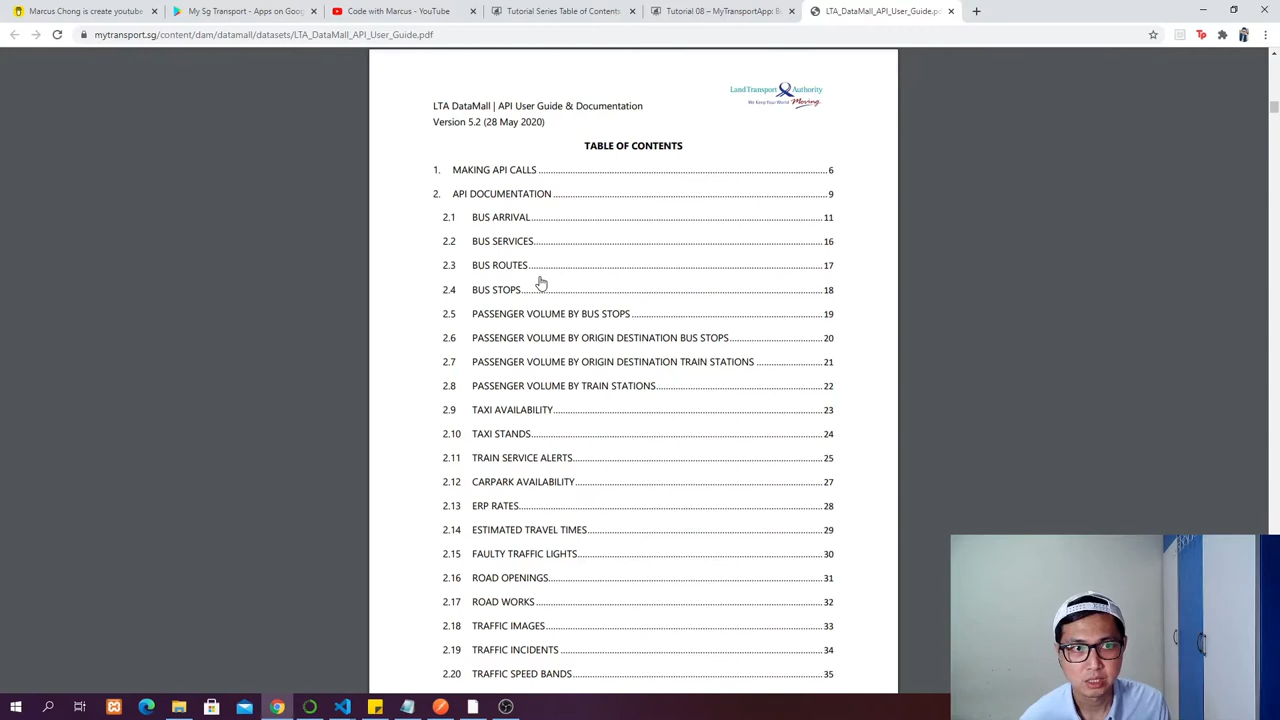 Marcus Chong is create youtube
My Sg Transport - Apps on Goog
Code with Marcus - YouTube
Tutorial Series Table of Contents
Tutorial 08 – MyTransportApp: B
LTA_DataMall_API_User_Guide.pd
mytransport.sg/content/dam/datamall/datasets/LTA_DataMall_API_User_Guide.pdf
LandTransport Authority
We Keep Your World Moving.
LTA DataMall | API User Guide & Documentation
Version 5.2 (28 May 2020)
TABLE OF CONTENTS
1. MAKING API CALLS 6
2. API DOCUMENTATION 9
2.1 BUS ARRIVAL 11
2.2 BUS SERVICES 16
2.3 BUS ROUTES 17
2.4 BUS STOPS 18
2.5 PASSENGER VOLUME BY BUS STOPS 19
2.6 PASSENGER VOLUME BY ORIGIN DESTINATION BUS STOPS 20
2.7 PASSENGER VOLUME BY ORIGIN DESTINATION TRAIN STATIONS 21
2.8 PASSENGER VOLUME BY TRAIN STATIONS 22
2.9 TAXI AVAILABILITY 23
2.10 TAXI STANDS 24
2.11 TRAIN SERVICE ALERTS 25
2.12 CARPARK AVAILABILITY 27
2.13 ERP RATES 28
2.14 ESTIMATED TRAVEL TIMES 29
2.15 FAULTY TRAFFIC LIGHTS 30
2.16 ROAD OPENINGS 31
2.17 ROAD WORKS 32
2.18 TRAFFIC IMAGES 33
2.19 TRAFFIC INCIDENTS 34
2.20 TRAFFIC SPEED BANDS 35